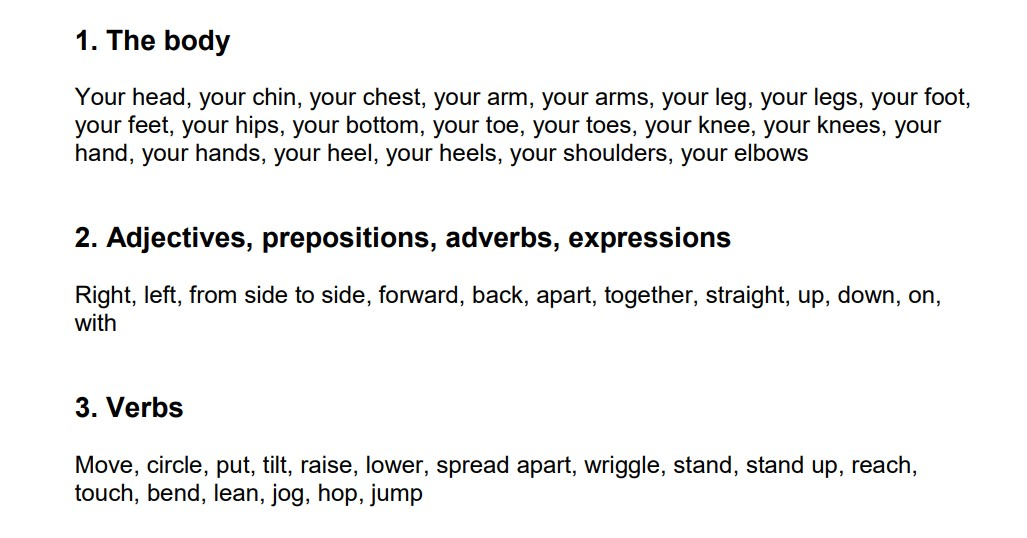 1. The body
Your head, your chin, your chest, your arm, your arms, your leg, your legs, your foot,
your feet, your hips, your bottom, your toe, your toes, your knee, your knees, your
hand, your hands, your heel, your heels, your shoulders, your elbows
2. Adjectives, prepositions, adverbs, expressions
Right, left, from side to side, forward, back, apart, together, straight, up, down, on,
with
3. Verbs
Move, circle, put, tilt, raise, lower, spread apart, wriggle, stand, stand up, reach,
touch, bend, lean, jog, hop, jump